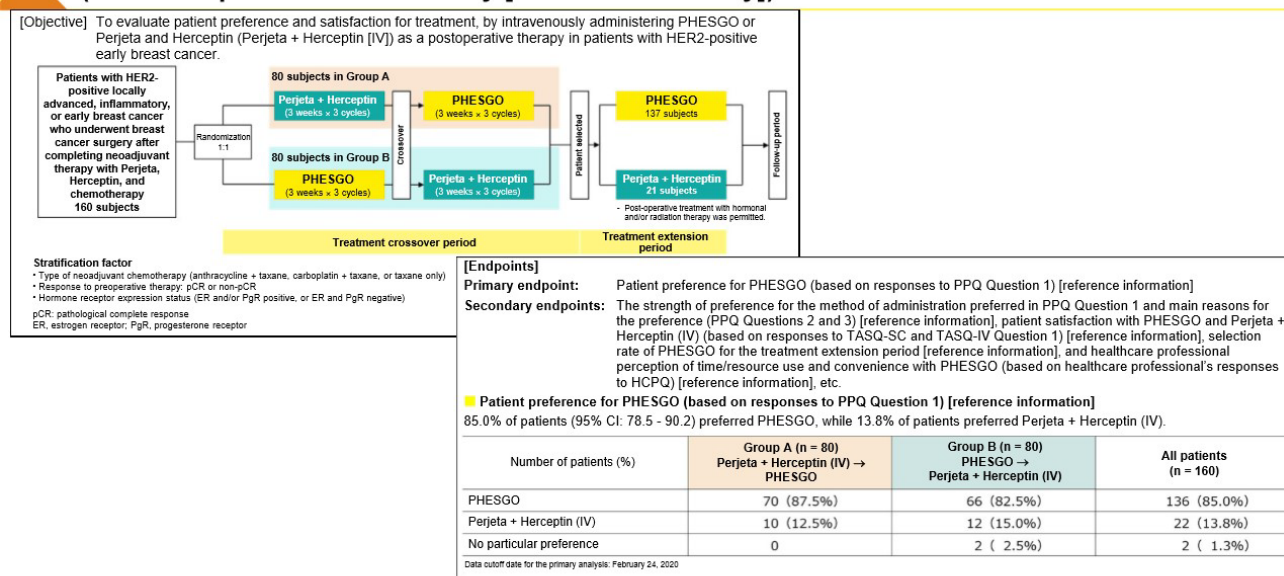 [Objective] To evaluate patient preference and satisfaction for treatment, by intravenously administering PHESGO or
Perjeta and Herceptin (Perjeta + Herceptin [IV]) as a postoperative therapy in patients with HER2-positive
early breast cancer.
Patients with HER2-
positive locally
advanced, inflammatory,
or early breast cancer
who underwent breast
cancer surgery after
completing neoadjuvant
therapy with Perjeta,
Herceptin, and
chemotherapy
160 subjects
Randomization
1:1
80 subjects in Group A
Perjeta + Herceptin
(3 weeks × 3 cycles)
PHESGO
(3 weeks × 3 cycles)
80 subjects in Group B
PHESGO
(3 weeks × 3 cycles)
Crossover
Perjeta + Herceptin
(3 weeks × 3 cycles)
Patient selected
PHESGO
137 subjects
Perjeta + Herceptin
21 subjects
- Post-operative treatment with hormonal
and/or radiation therapy was permitted.
Follow-up period
Treatment crossover period
Treatment extension
period
Stratification factor
• Type of neoadjuvant chemotherapy (anthracycline + taxane, carboplatin + taxane, or taxane only)
• Response to preoperative therapy: pCR or non-pCR
• Hormone receptor expression status (ER and/or PgR positive, or ER and PgR negative)
pCR: pathological complete response
ER, estrogen receptor; PgR, progesterone receptor
[Endpoints]
Primary endpoint: Patient preference for PHESGO (based on responses to PPQ Question 1) [reference information]
Secondary endpoints: The strength of preference for the method of administration preferred in PPQ Question 1 and main reasons for
the preference (PPQ Questions 2 and 3) [reference information], patient satisfaction with PHESGO and Perjeta +
Herceptin (IV) (based on responses to TASQ-SC and TASQ-IV Question 1) [reference information], selection
rate of PHESGO for the treatment extension period [reference information], and healthcare professional
perception of time/resource use and convenience with PHESGO (based on healthcare professional's responses
to HCPQ) [reference information], etc.
Patient preference for PHESGO (based on responses to PPQ Question 1) [reference information]
85.0% of patients (95% CI: 78.5 - 90.2) preferred PHESGO, while 13.8% of patients preferred Perjeta + Herceptin (IV).
Number of patients (%)
Group A (n = 80)
Perjeta + Herceptin (IV) →
PHESGO
Group B (n = 80)
PHESGO →
Perjeta + Herceptin (IV)
All patients
(n = 160)
PHESGO 70 (87.5%) 66 (82.5%) 136 (85.0%)
Perjeta + Herceptin (IV) 10 (12.5%) 12 (15.0%) 22 (13.8%)
No particular preference 0 2 ( 2.5%) 2 ( 1.3%)
Data cutoff date for the primary analysis: February 24, 2020